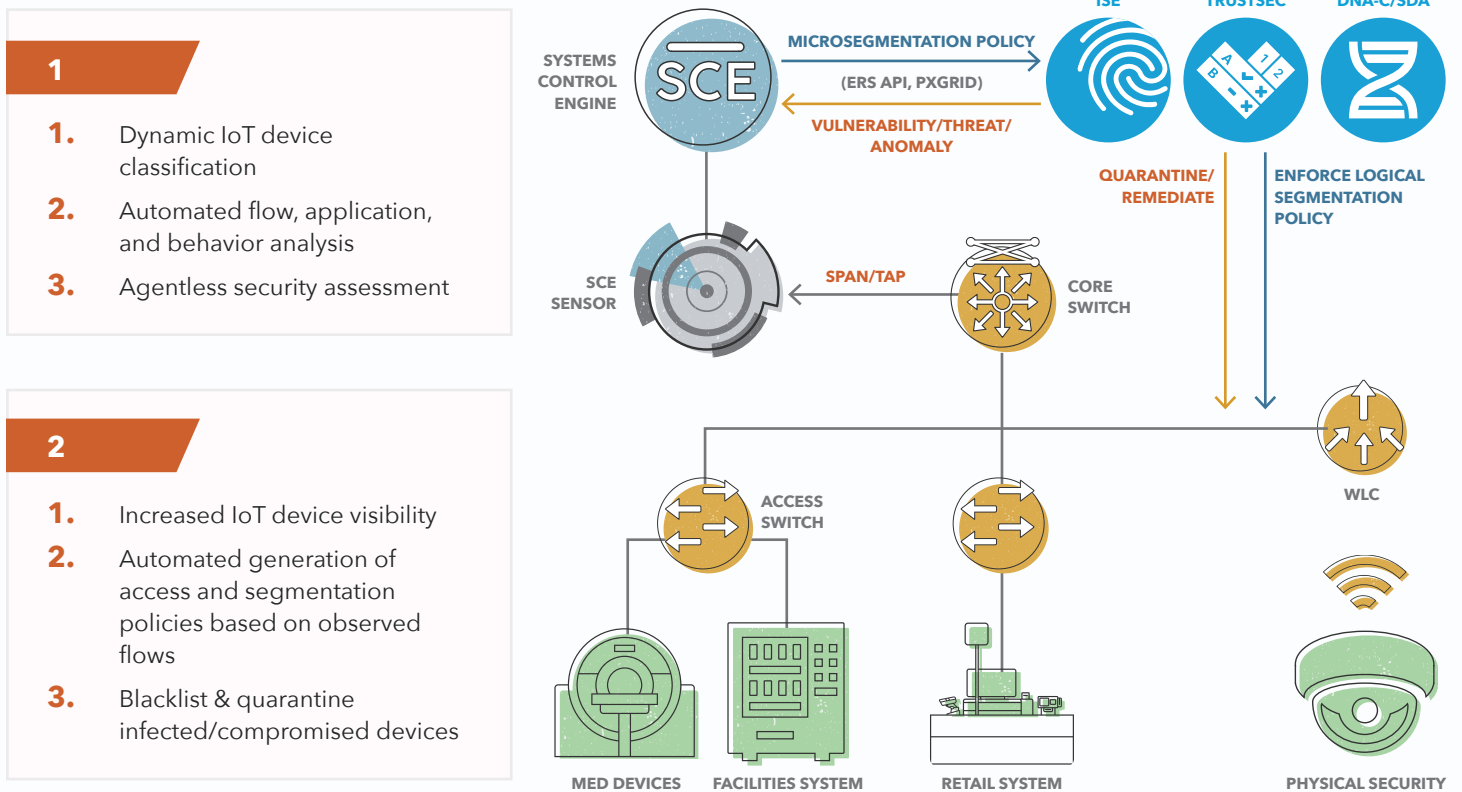 1
1. Dynamic IoT device
classification
2. Automated flow, application,
and behavior analysis
3. Agentless security assessment
2
1. Increased IoT device visibility
2. Automated generation of
access and segmentation
policies based on observed
flows
3. Blacklist & quarantine
infected/compromised devices
ISE
TRUSTSEC
DNA-C/SDA
SYSTEMS
CONTROL
ENGINE
SCE
MICROSEGMENTATION POLICY
(ERS API, PXGRID)
VULNERABILITY/THREAT/
ANOMALY
A
B
1
2
QUARANTINE/
REMEDIATE
ENFORCE LOGICAL
SEGMENTATION
POLICY
SCE
SENSOR
SPAN/TAP
CORE
SWITCH
ACCESS
SWITCH
WLC
MED DEVICES
FACILITIES SYSTEM
RETAIL SYSTEM
PHYSICAL SECURITY